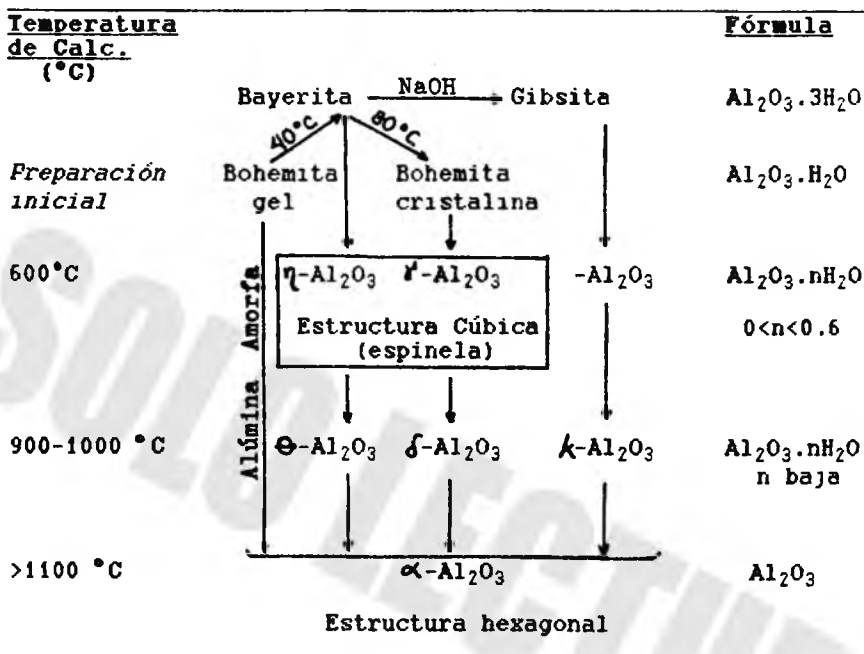 Temperatura Fórmula
de Calc.
(°C)
Bayerita NaOH Gibsita Al₂O₃.3H₂O
40°C 80°C
Preparación Bohemita Bohemita Al₂O₃.H₂O
inicial gel cristalina
600°C η-Al₂O₃ γ-Al₂O₃ -Al₂O₃ Al₂O₃.nH₂O
Estructura Cúbica 0<n<0.6
(espinela)
Alúmina Amorfa
900-1000 °C Θ-Al₂O₃ δ-Al₂O₃ k-Al₂O₃ Al₂O₃.nH₂O
n baja
>1100 °C α-Al₂O₃ Al₂O₃
Estructura hexagonal